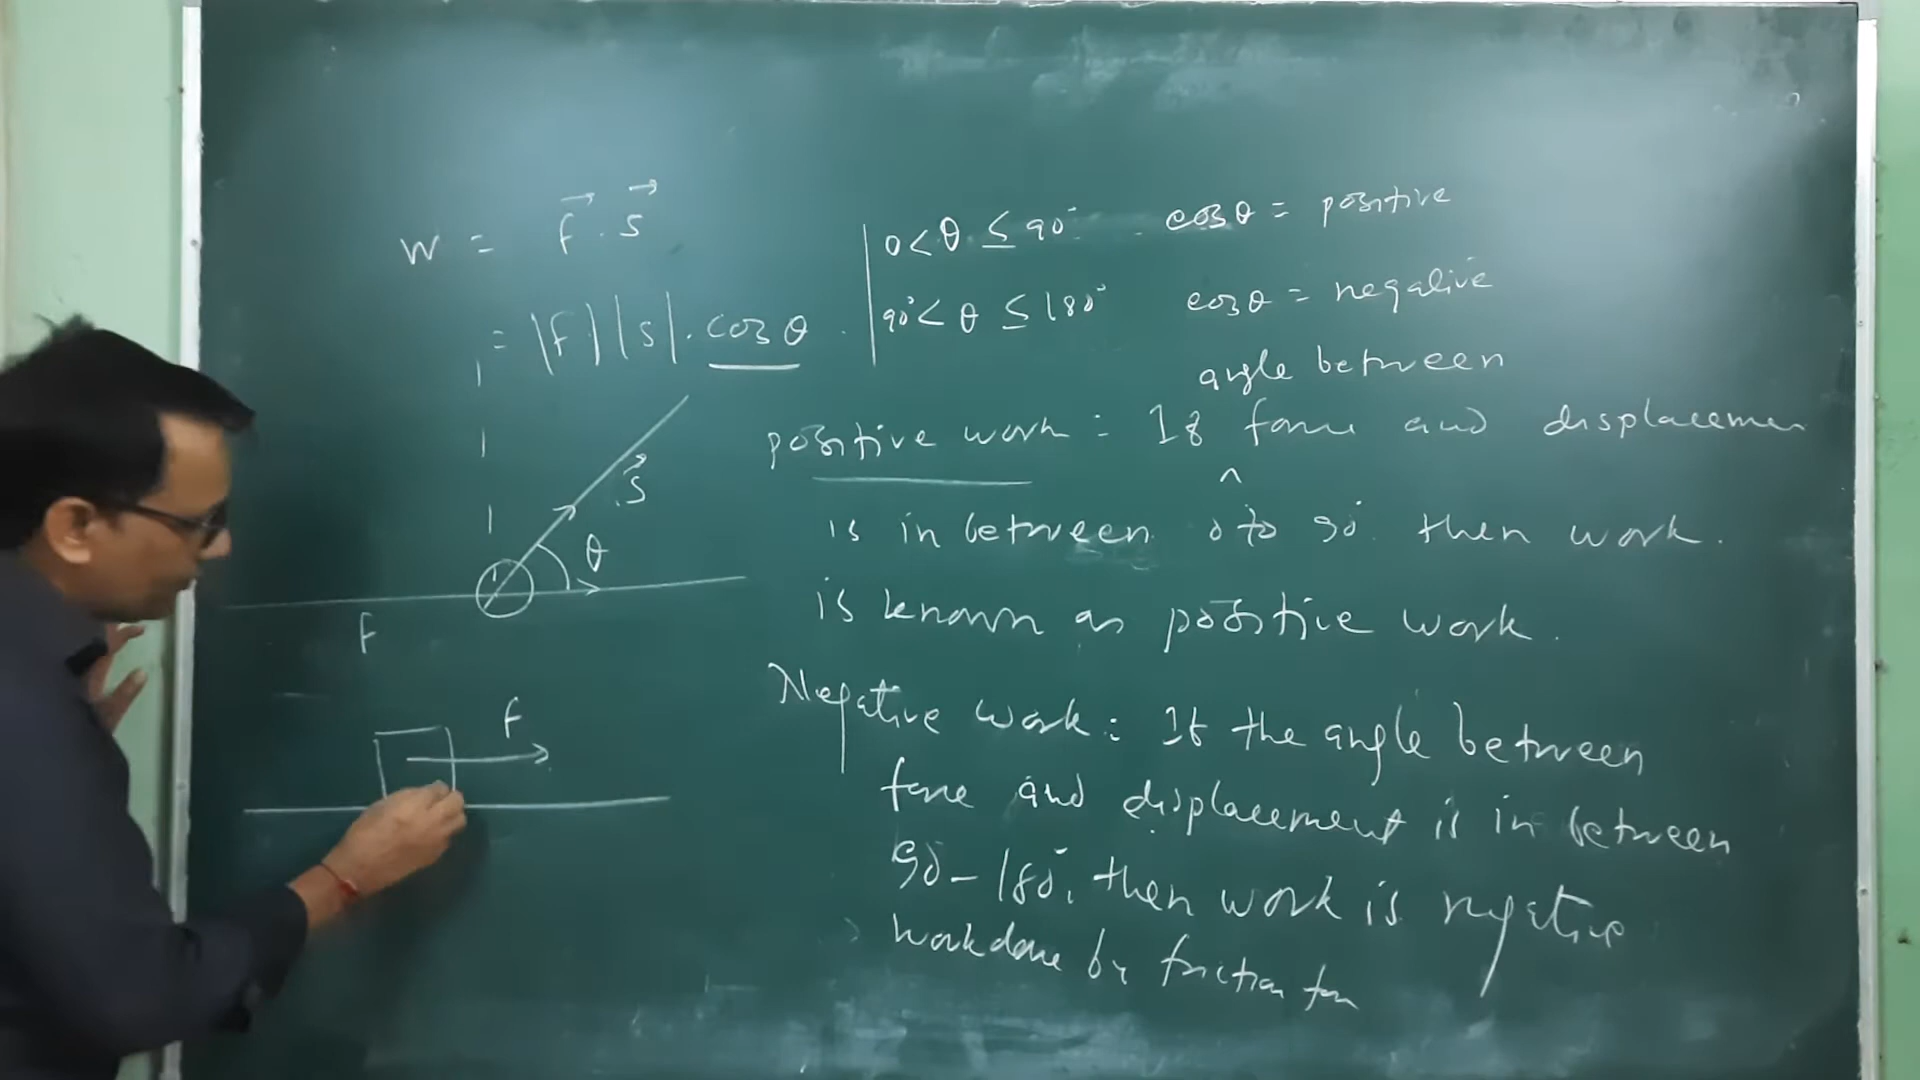 W = F⃗ . S⃗
= |F| |S| . cos θ .
0 < θ ≤ 90° . cos θ = positive
90° < θ ≤ 180° cos θ = negative
angle between
positive work : If force and displacemen
^
is in between 0 to 90° then work .
is known as positive work .
Negative work : If the angle between
force and displacement is in between
90° - 180°. then work is negative
work done by friction for
S⃗
θ
F
F